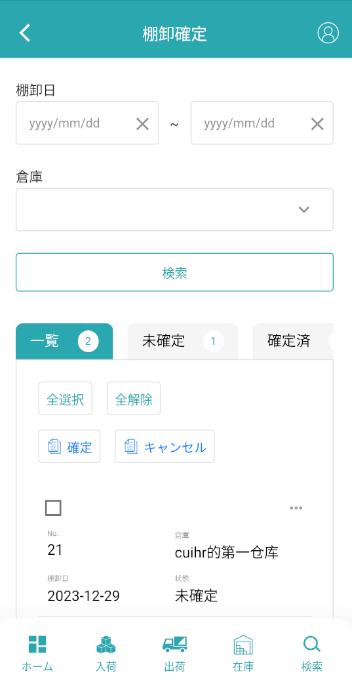 棚卸確定
棚卸日
yyyy/mm/dd ~ yyyy/mm/dd
倉庫
検索
一覧 2 未確定 1 確定済
全選択 全解除
確定 キャンセル
No. 倉庫
21 cuihr的第一仓库
棚卸日 状態
2023-12-29 未確定
ホーム 入荷 出荷 在庫 検索